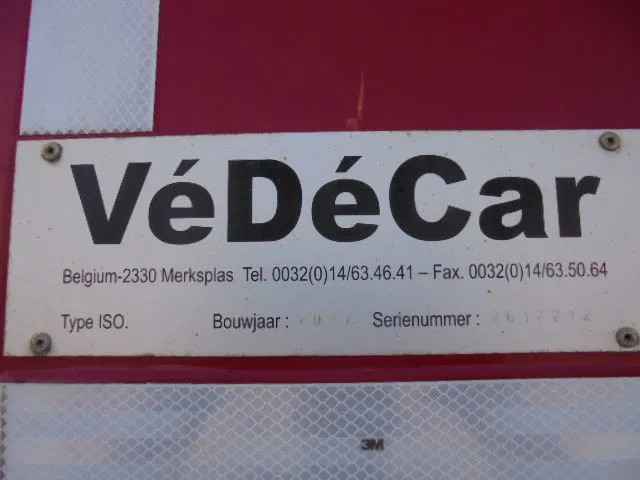 VéDéCar
Belgium-2330 Merksplas Tel. 0032(0)14/63.46.41 – Fax. 0032(0)14/63.50.64
Type ISO. Bouwjaar : Serienummer :
3M